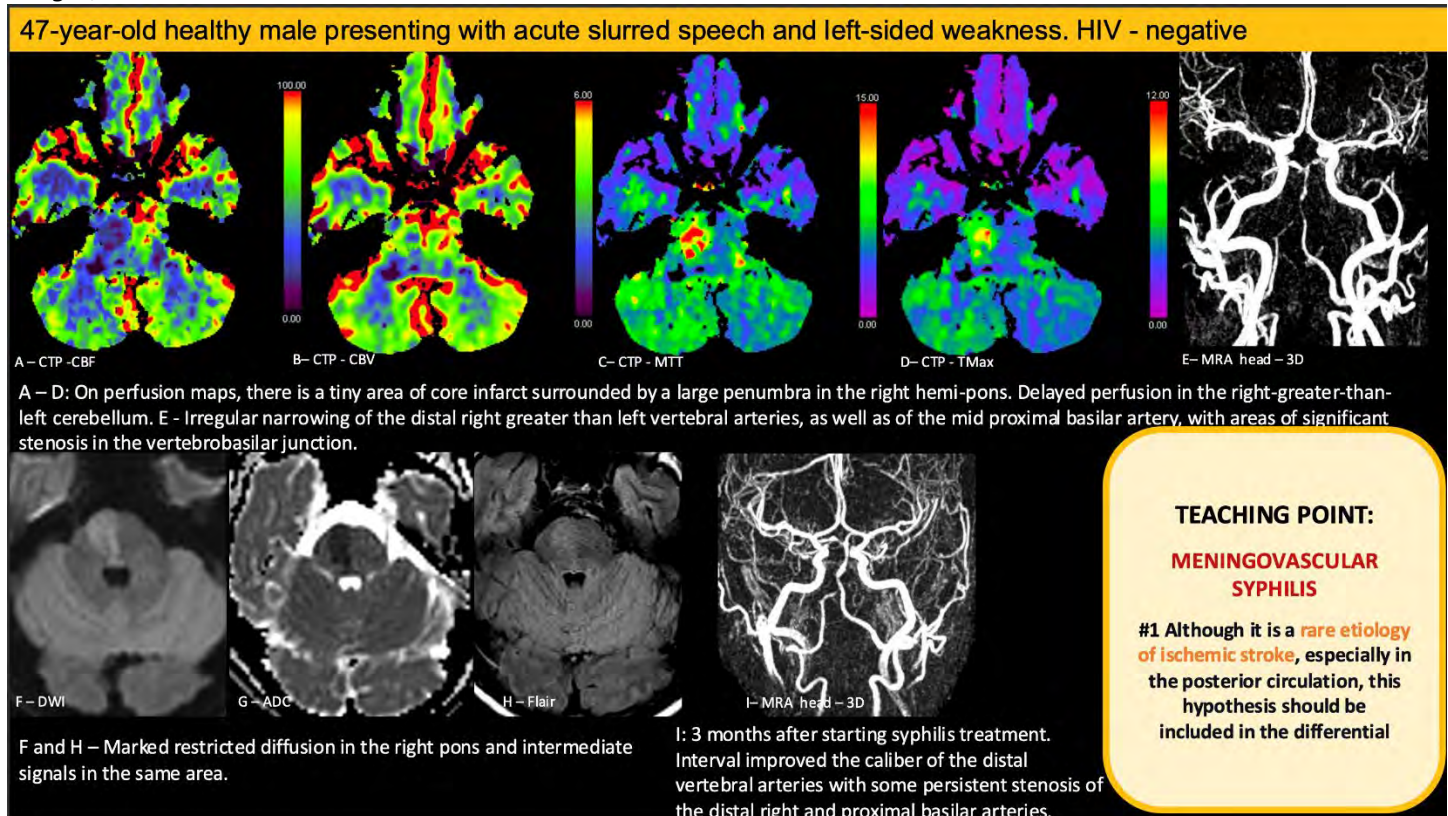 47-year-old healthy male presenting with acute slurred speech and left-sided weakness. HIV - negative
100.00
0.00
6.00
0.00
15.00
0.00
12.00
0.00
A – CTP -CBF
B– CTP - CBV
C– CTP - MTT
D– CTP - TMax
E– MRA head – 3D
A – D: On perfusion maps, there is a tiny area of core infarct surrounded by a large penumbra in the right hemi-pons. Delayed perfusion in the right-greater-than-
left cerebellum. E - Irregular narrowing of the distal right greater than left vertebral arteries, as well as of the mid proximal basilar artery, with areas of significant
stenosis in the vertebrobasilar junction.
F – DWI
G – ADC
H – Flair
I– MRA head – 3D
F and H – Marked restricted diffusion in the right pons and intermediate
signals in the same area.
I: 3 months after starting syphilis treatment.
Interval improved the caliber of the distal
vertebral arteries with some persistent stenosis of
the distal right and proximal basilar arteries.
TEACHING POINT:
MENINGOVASCULAR
SYPHILIS
#1 Although it is a rare etiology
of ischemic stroke, especially in
the posterior circulation, this
hypothesis should be
included in the differential